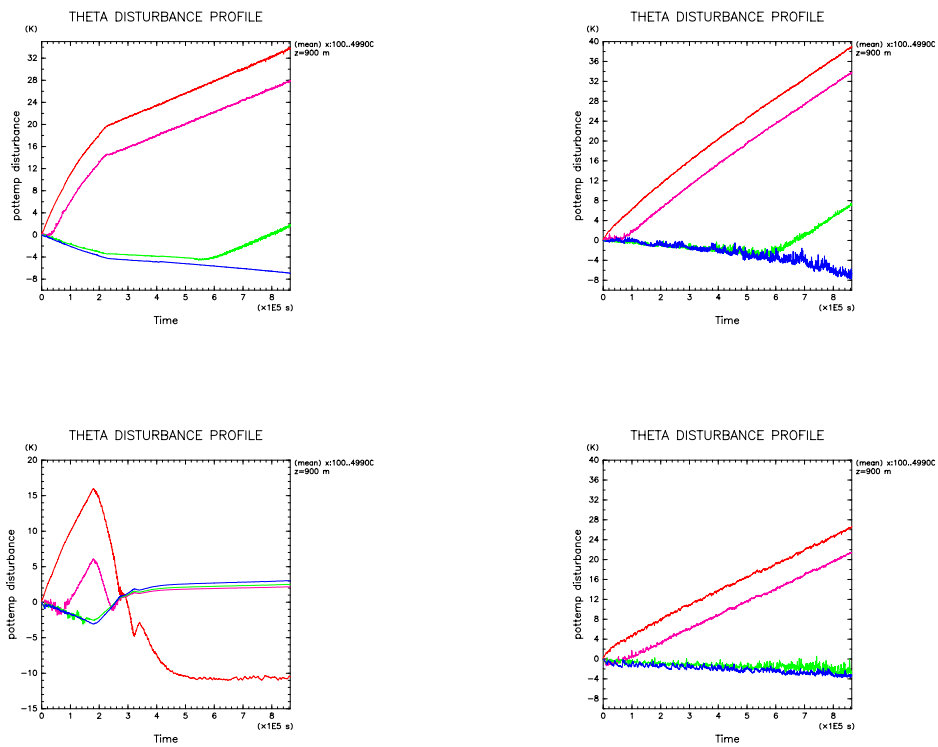 THETA DISTURBANCE PROFILE
(K)
(mean) x:100..4990C
z=900 m
32
28
24
20
16
12
8
4
0
−4
−8
pottemp disturbance
0 1 2 3 4 5 6 7 8
(×1E5 s)
Time
THETA DISTURBANCE PROFILE
(K)
(mean) x:100..4990C
z=900 m
40
36
32
28
24
20
16
12
8
4
0
−4
−8
pottemp disturbance
0 1 2 3 4 5 6 7 8
(×1E5 s)
Time
THETA DISTURBANCE PROFILE
(K)
(mean) x:100..4990C
z=900 m
20
15
10
5
0
−5
−10
−15
pottemp disturbance
0 1 2 3 4 5 6 7 8
(×1E5 s)
Time
THETA DISTURBANCE PROFILE
(K)
(mean) x:100..4990C
z=900 m
40
36
32
28
24
20
16
12
8
4
0
−4
−8
pottemp disturbance
0 1 2 3 4 5 6 7 8
(×1E5 s)
Time